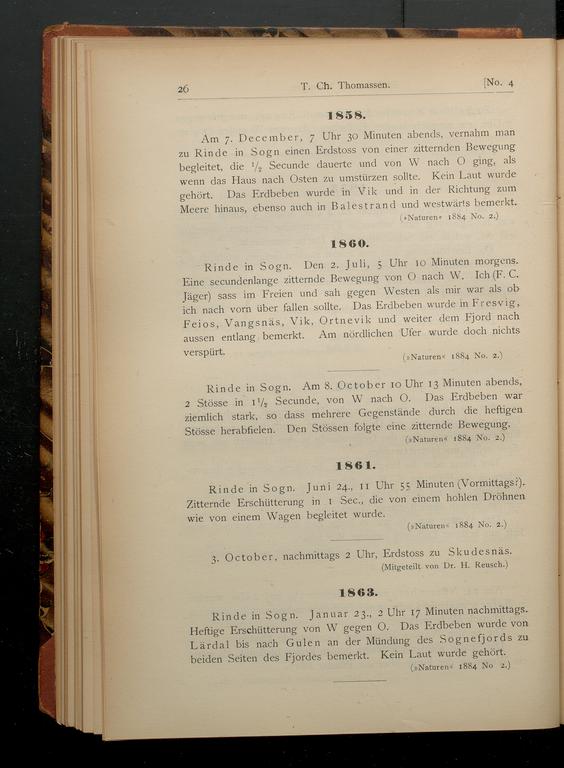 26 T. Ch. Thomassen. [No. 4
1858.
Am 7. December, 7 Uhr 30 Minuten abends, vernahm man
zu Rinde in Sogn einen Erdstoss von einer zitternden Bewegung
begleitet, die 1/2 Secunde dauerte und von W nach O ging, als
wenn das Haus nach Osten zu umstürzen sollte. Kein Laut wurde
gehört. Das Erdbeben wurde in Vik und in der Richtung zum
Meere hinaus, ebenso auch in Balestrand und westwärts bemerkt.
(»Naturen« 1884 No. 2.)
1860.
Rinde in Sogn. Den 2. Juli, 5 Uhr 10 Minuten morgens.
Eine secundenlange zitternde Bewegung von O nach W. Ich (F. C.
Jäger) sass im Freien und sah gegen Westen als mir war als ob
ich nach vorn über fallen sollte. Das Erdbeben wurde in Fresvig,
Feios, Vangsnäs, Vik, Ortnevik und weiter dem Fjord nach
aussen entlang bemerkt. Am nördlichen Ufer wurde doch nichts
verspürt.
(»Naturen« 1884 No. 2.)
Rinde in Sogn. Am 8. October 10 Uhr 13 Minuten abends,
2 Stösse in 1 1/2 Secunde, von W nach O. Das Erdbeben war
ziemlich stark, so dass mehrere Gegenstände durch die heftigen
Stösse herabfielen. Den Stössen folgte eine zitternde Bewegung.
(»Naturen« 1884 No. 2.)
1861.
Rinde in Sogn. Juni 24., 11 Uhr 55 Minuten (Vormittags?).
Zitternde Erschütterung in 1 Sec., die von einem hohlen Dröhnen
wie von einem Wagen begleitet wurde.
(»Naturen« 1884 No. 2.)
3. October, nachmittags 2 Uhr, Erdstoss zu Skudesnäs.
(Mitgeteilt von Dr. H. Reusch.)
1863.
Rinde in Sogn. Januar 23., 2 Uhr 17 Minuten nachmittags.
Heftige Erschütterung von W gegen O. Das Erdbeben wurde von
Lärdal bis nach Gulen an der Mündung des Sognefjords zu
beiden Seiten des Fjordes bemerkt. Kein Laut wurde gehört.
(»Naturen« 1884 No 2.)